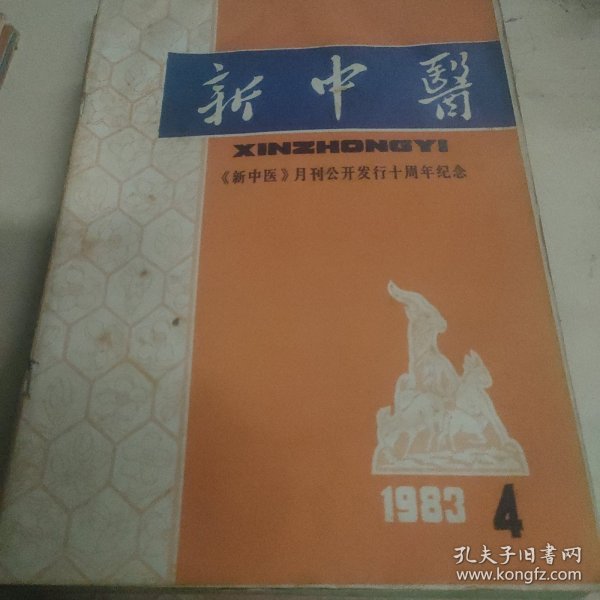 新中醫
XINZHONGYI
《新中医》月刊公开发行十周年纪念
1983 4
孔夫子旧书网
www.kongfz.com